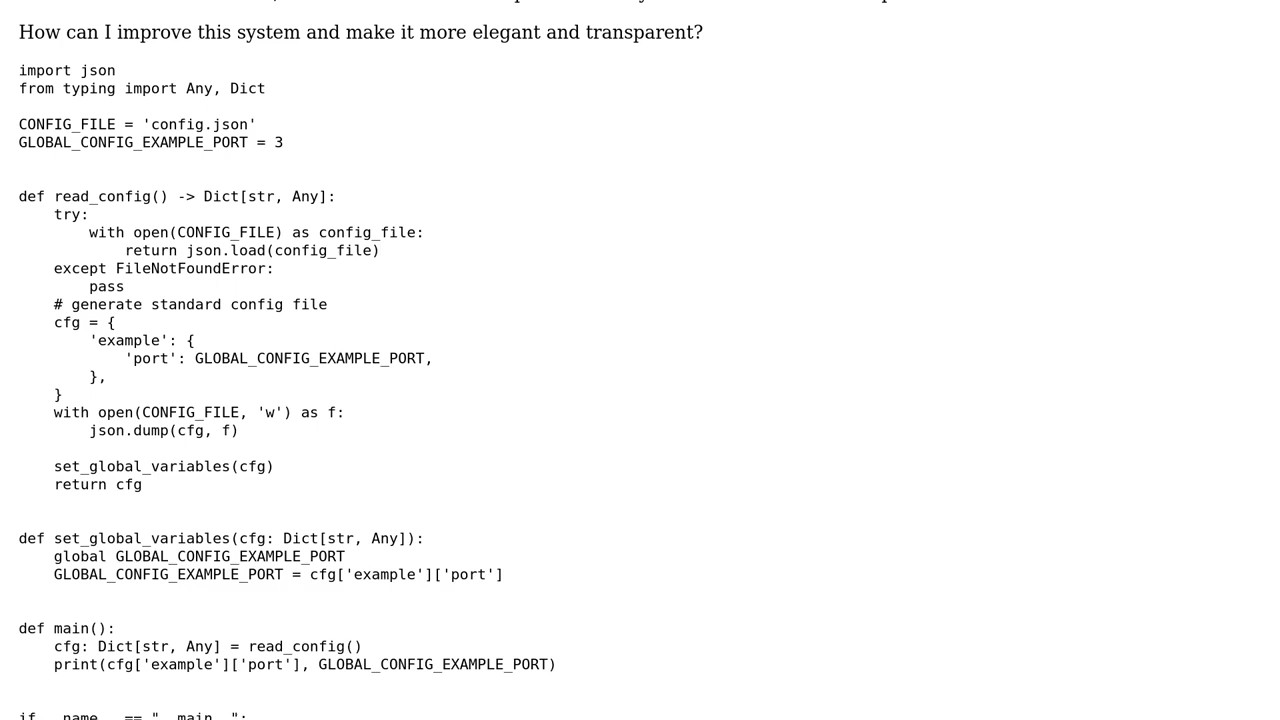 How can I improve this system and make it more elegant and transparent?
import json
from typing import Any, Dict
CONFIG_FILE = 'config.json'
GLOBAL_CONFIG_EXAMPLE_PORT = 3
def read_config() -> Dict[str, Any]:
    try:
        with open(CONFIG_FILE) as config_file:
            return json.load(config_file)
    except FileNotFoundError:
        pass
    # generate standard config file
    cfg = {
        'example': {
            'port': GLOBAL_CONFIG_EXAMPLE_PORT,
        },
    }
    with open(CONFIG_FILE, 'w') as f:
        json.dump(cfg, f)
    set_global_variables(cfg)
    return cfg
def set_global_variables(cfg: Dict[str, Any]):
    global GLOBAL_CONFIG_EXAMPLE_PORT
    GLOBAL_CONFIG_EXAMPLE_PORT = cfg['example']['port']
def main():
    cfg: Dict[str, Any] = read_config()
    print(cfg['example']['port'], GLOBAL_CONFIG_EXAMPLE_PORT)
if __name__ == "__main__":